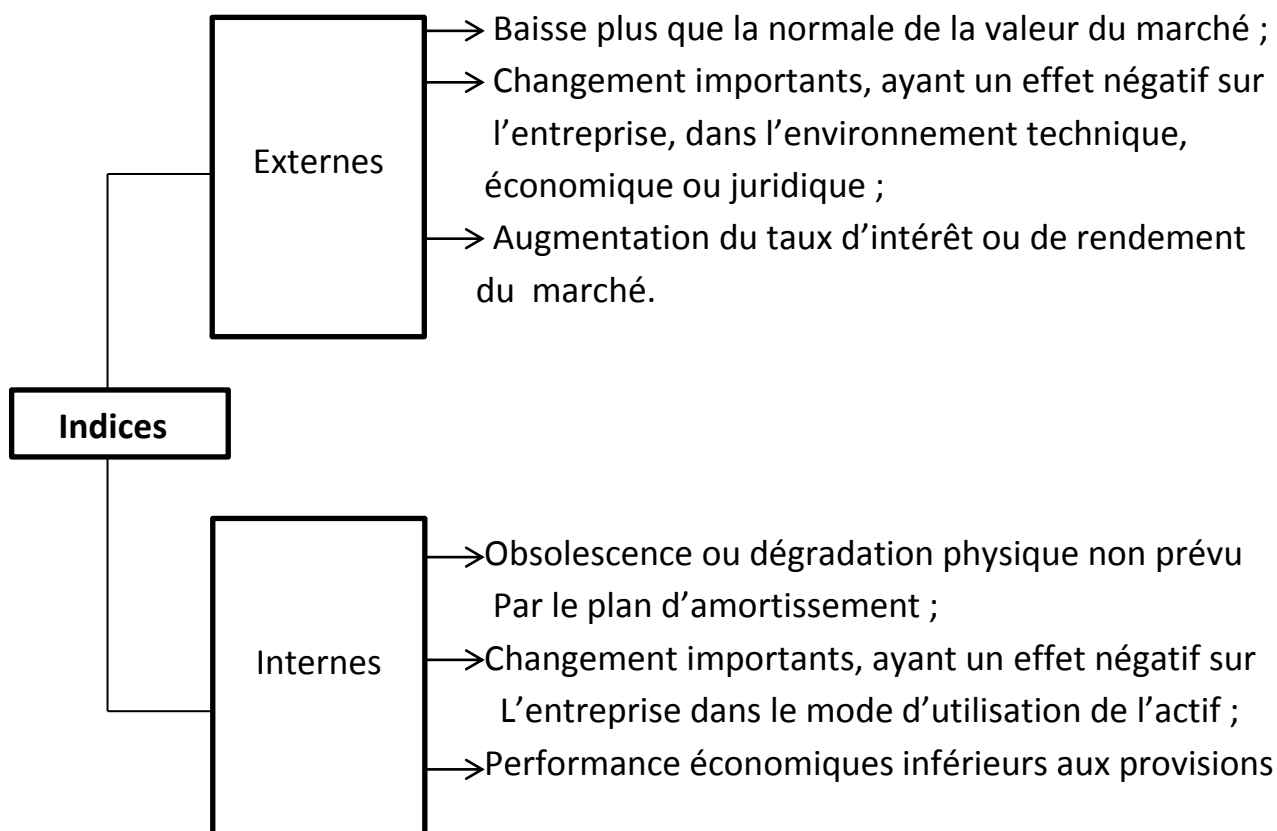 Baisse plus que la normale de la valeur du marché ;
Changement importants, ayant un effet négatif sur
l’entreprise, dans l’environnement technique,
économique ou juridique ;
Augmentation du taux d’intérêt ou de rendement
du marché.
Externes
Indices
Obsolescence ou dégradation physique non prévu
Par le plan d’amortissement ;
Changement importants, ayant un effet négatif sur
L’entreprise dans le mode d’utilisation de l’actif ;
Performance économiques inférieurs aux provisions
Internes